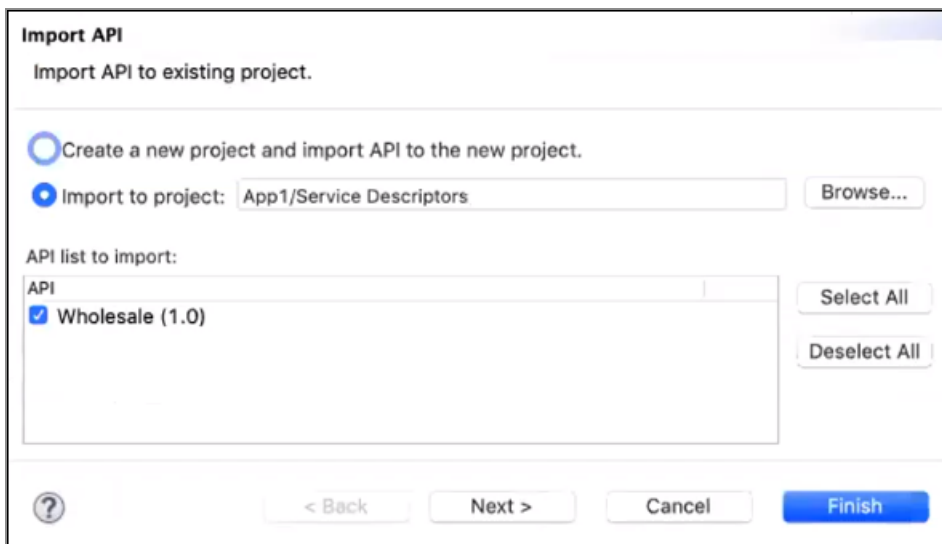 Import API
Import API to existing project.
Create a new project and import API to the new project.
Import to project: App1/Service Descriptors Browse...
API list to import:
API
Wholesale (1.0)
Select All
Deselect All
? < Back Next > Cancel Finish